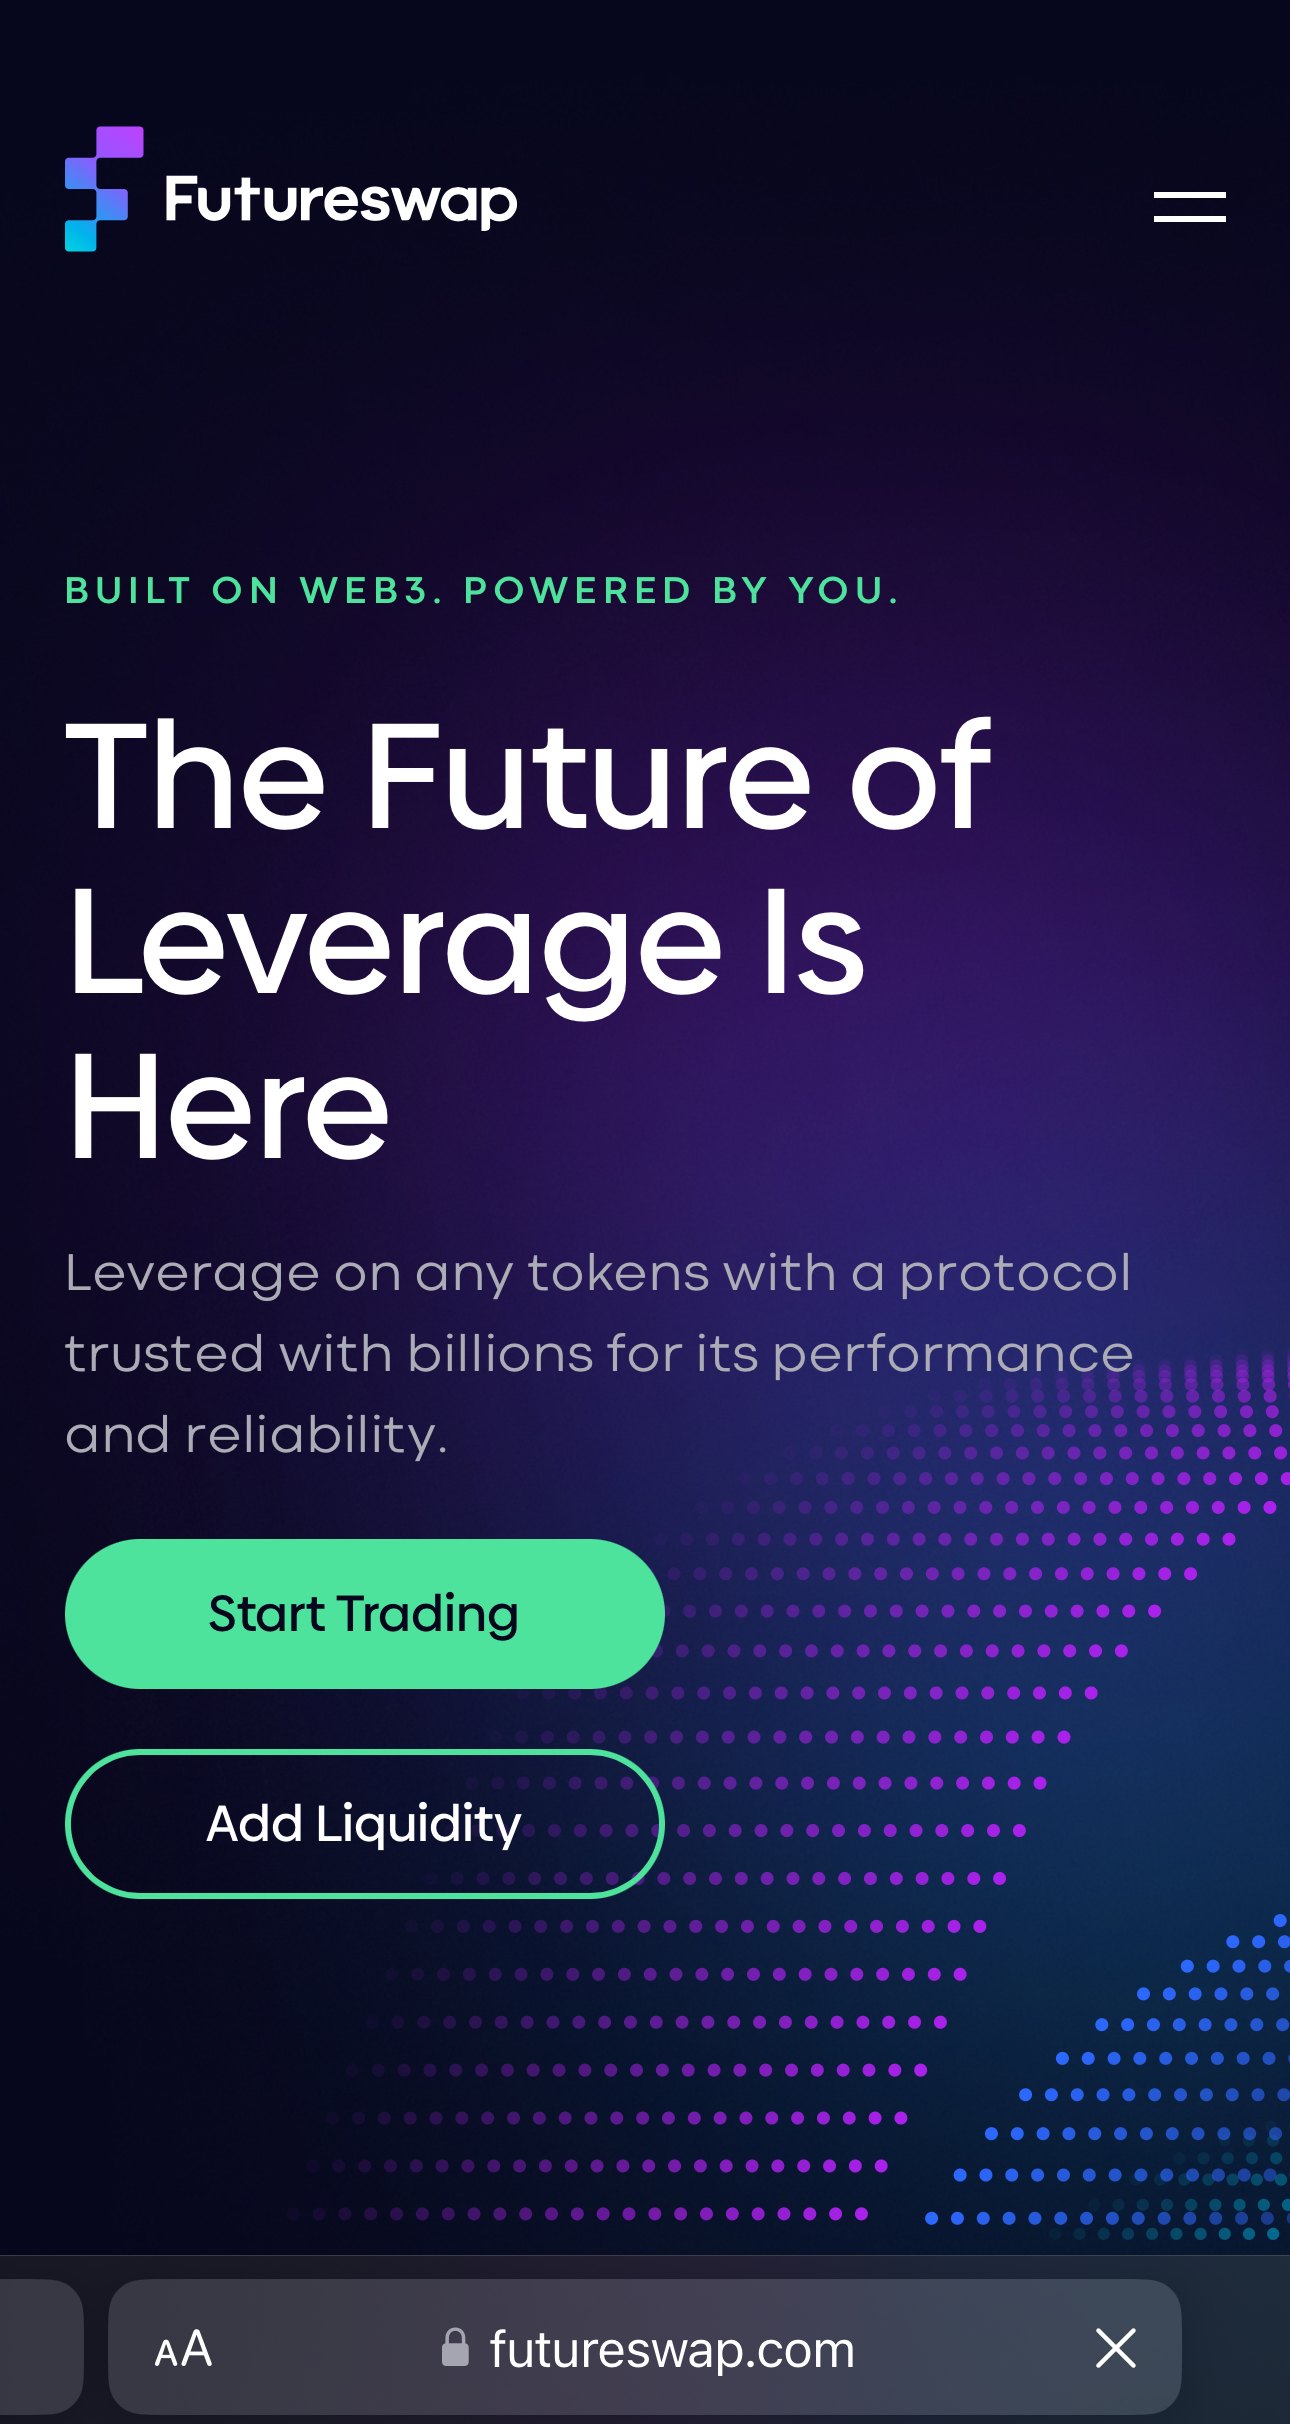 Futureswap
BUILT ON WEB3. POWERED BY YOU.
The Future of
Leverage Is
Here
Leverage on any tokens with a protocol
trusted with billions for its performance
and reliability.
Start Trading
Add Liquidity
AA futureswap.com